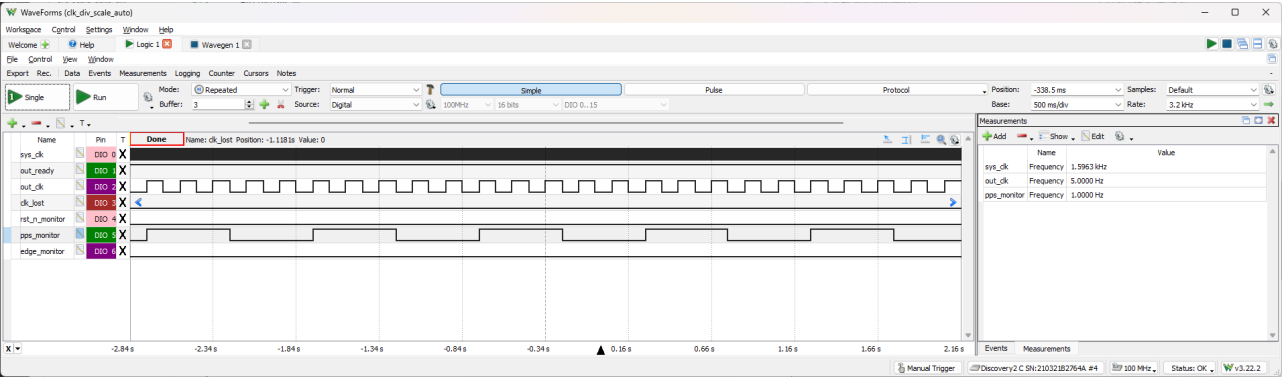 WaveForms (clk_div_scale_auto)
Workspace Control Settings Window Help
Welcome Help Logic 1 Wavegen 1
File Control View Window
Export Rec. Data Events Measurements Logging Counter Cursors Notes
Single Run Mode: Repeated Trigger: Normal Simple Pulse Protocol Position: -338.5 ms Samples: Default
Buffer: 3 Source: Digital 100MHz 16 bits DIO 0..15 Base: 500 ms/div Rate: 3.2 kHz
T
Measurements
Name Pin T Done Name: clk_lost Position: -1.1181s Value: 0
Add Show Edit
Name Value
sys_clk DIO 0 X
out_ready DIO 1 X
out_clk DIO 2 X
clk_lost DIO 3 X
rst_n_monitor DIO 4 X
pps_monitor DIO 5 X
edge_monitor DIO 6 X
sys_clk Frequency 1.5963 kHz
out_clk Frequency 5.0000 Hz
pps_monitor Frequency 1.0000 Hz
X -2.84 s -2.34 s -1.84 s -1.34 s -0.84 s -0.34 s 0.16 s 0.66 s 1.16 s 1.66 s 2.16 s
Events Measurements
Manual Trigger Discovery2 C SN:210321B2764A #4 100 MHz Status: OK WF v3.22.2